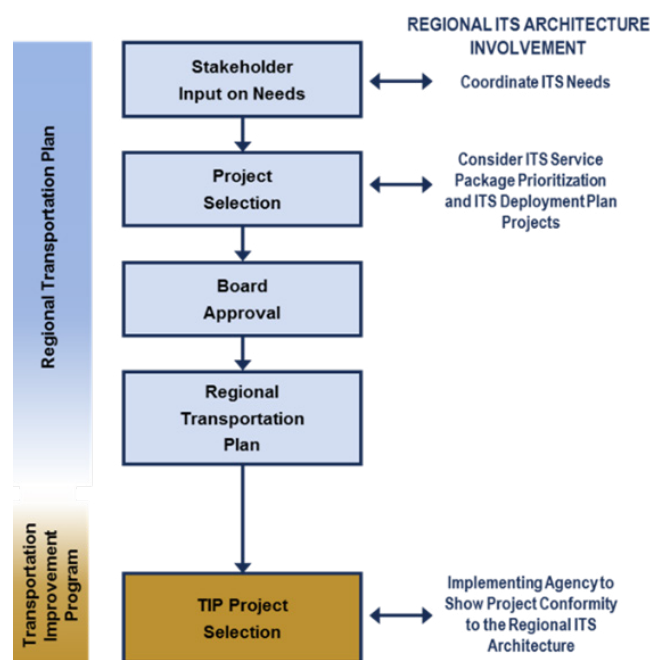 REGIONAL ITS ARCHITECTURE
INVOLVEMENT
Stakeholder
Input on Needs
Coordinate ITS Needs
Project
Selection
Consider ITS Service
Package Prioritization
and ITS Deployment Plan
Projects
Board
Approval
Regional
Transportation
Plan
Regional Transportation Plan
TIP Project
Selection
Implementing Agency to
Show Project Conformity
to the Regional ITS
Architecture
Transportation
Improvement
Program